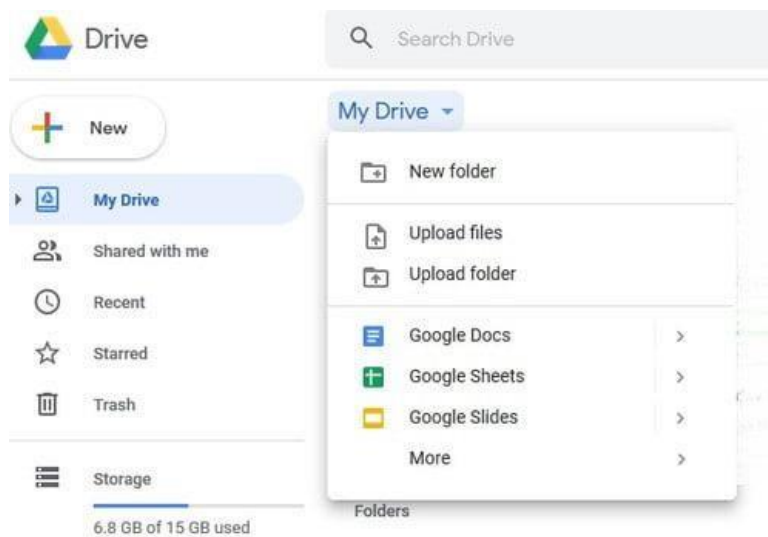 Drive
Search Drive
New
My Drive
Shared with me
Recent
Starred
Trash
Storage
6.8 GB of 15 GB used
My Drive
New folder
Upload files
Upload folder
Google Docs
Google Sheets
Google Slides
More
Folders